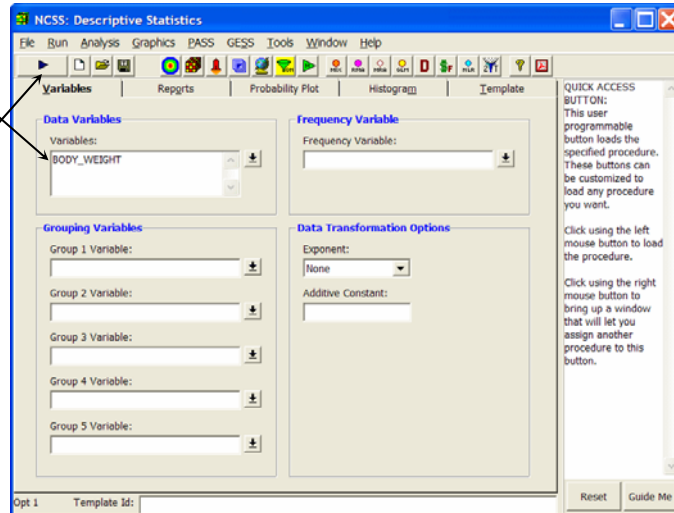 NCSS: Descriptive Statistics
File Run Analysis Graphics PASS GESS Tools Window Help
Variables Reports Probability Plot Histogram Template
Data Variables
Variables:
BODY_WEIGHT
Frequency Variable
Frequency Variable:
Grouping Variables
Group 1 Variable:
Group 2 Variable:
Group 3 Variable:
Group 4 Variable:
Group 5 Variable:
Data Transformation Options
Exponent:
None
Additive Constant:
QUICK ACCESS
BUTTON:
This user
programmable
button loads the
specified procedure.
These buttons can
be customized to
load any procedure
you want.
Click using the left
mouse button to load
the procedure.
Click using the right
mouse button to
bring up a window
that will let you
assign another
procedure to this
button.
Opt 1 Template Id:
Reset Guide Me